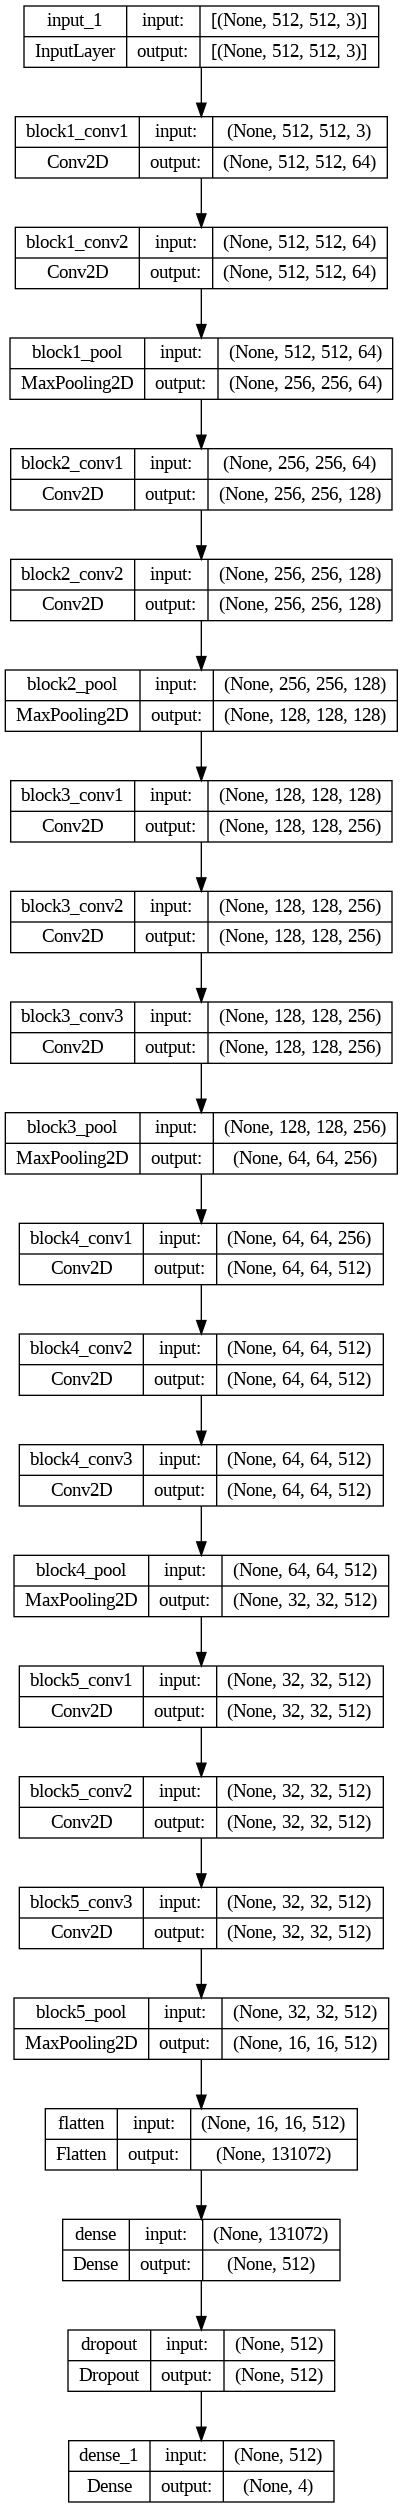 input_1 input: [(None, 512, 512, 3)]
InputLayer output: [(None, 512, 512, 3)]
block1_conv1 input: (None, 512, 512, 3)
Conv2D output: (None, 512, 512, 64)
block1_conv2 input: (None, 512, 512, 64)
Conv2D output: (None, 512, 512, 64)
block1_pool input: (None, 512, 512, 64)
MaxPooling2D output: (None, 256, 256, 64)
block2_conv1 input: (None, 256, 256, 64)
Conv2D output: (None, 256, 256, 128)
block2_conv2 input: (None, 256, 256, 128)
Conv2D output: (None, 256, 256, 128)
block2_pool input: (None, 256, 256, 128)
MaxPooling2D output: (None, 128, 128, 128)
block3_conv1 input: (None, 128, 128, 128)
Conv2D output: (None, 128, 128, 256)
block3_conv2 input: (None, 128, 128, 256)
Conv2D output: (None, 128, 128, 256)
block3_conv3 input: (None, 128, 128, 256)
Conv2D output: (None, 128, 128, 256)
block3_pool input: (None, 128, 128, 256)
MaxPooling2D output: (None, 64, 64, 256)
block4_conv1 input: (None, 64, 64, 256)
Conv2D output: (None, 64, 64, 512)
block4_conv2 input: (None, 64, 64, 512)
Conv2D output: (None, 64, 64, 512)
block4_conv3 input: (None, 64, 64, 512)
Conv2D output: (None, 64, 64, 512)
block4_pool input: (None, 64, 64, 512)
MaxPooling2D output: (None, 32, 32, 512)
block5_conv1 input: (None, 32, 32, 512)
Conv2D output: (None, 32, 32, 512)
block5_conv2 input: (None, 32, 32, 512)
Conv2D output: (None, 32, 32, 512)
block5_conv3 input: (None, 32, 32, 512)
Conv2D output: (None, 32, 32, 512)
block5_pool input: (None, 32, 32, 512)
MaxPooling2D output: (None, 16, 16, 512)
flatten input: (None, 16, 16, 512)
Flatten output: (None, 131072)
dense input: (None, 131072)
Dense output: (None, 512)
dropout input: (None, 512)
Dropout output: (None, 512)
dense_1 input: (None, 512)
Dense output: (None, 4)